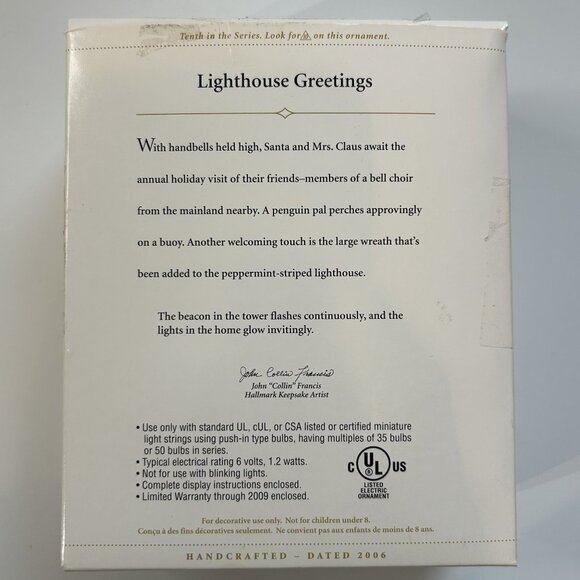 Tenth in the Series. Look for on this ornament.
Lighthouse Greetings
With handbells held high, Santa and Mrs. Claus await the
annual holiday visit of their friends–members of a bell choir
from the mainland nearby. A penguin pal perches approvingly
on a buoy. Another welcoming touch is the large wreath that's
been added to the peppermint-striped lighthouse.
The beacon in the tower flashes continuously, and the
lights in the home glow invitingly.
John Collin Francis
John "Collin" Francis
Hallmark Keepsake Artist
• Use only with standard UL, cUL, or CSA listed or certified miniature
light strings using push-in type bulbs, having multiples of 35 bulbs
or 50 bulbs in series.
• Typical electrical rating 6 volts, 1.2 watts.
• Not for use with blinking lights.
• Complete display instructions enclosed.
• Limited Warranty through 2009 enclosed.
C UL ® US
LISTED
ELECTRIC
ORNAMENT
For decorative use only. Not for children under 8.
Conçu à des fins décoratives seulement. Ne convient pas aux enfants de moins de 8 ans.
HANDCRAFTED – DATED 2006